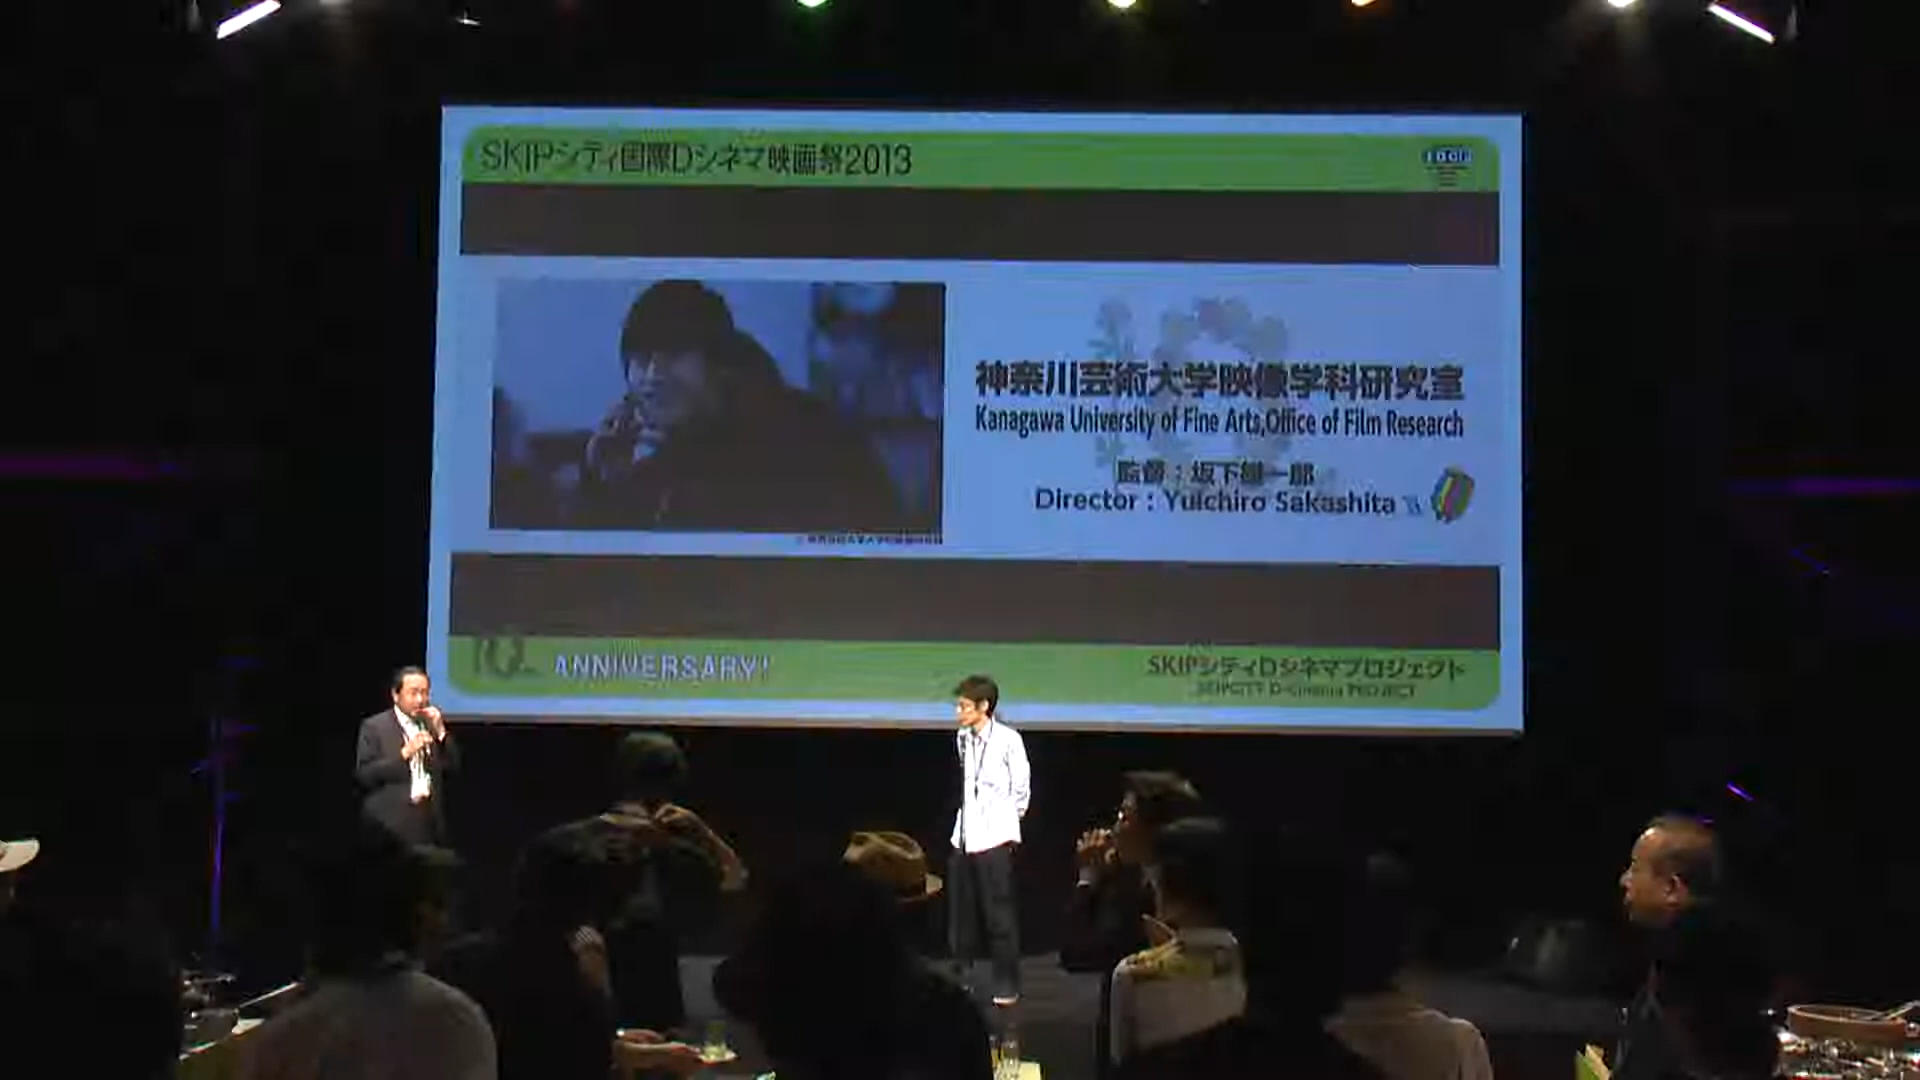 SKIPシティ国際Dシネマ映画祭2013
神奈川芸術大学映像学科研究室
Kanagawa University of Fine Arts,Office of Film Research
監督：坂下雄一郎
Director : Yuichiro Sakashita
ANNIVERSARY!
SKIPシティDシネマプロジェクト
SKIPCITY D-Cinema PROJECT